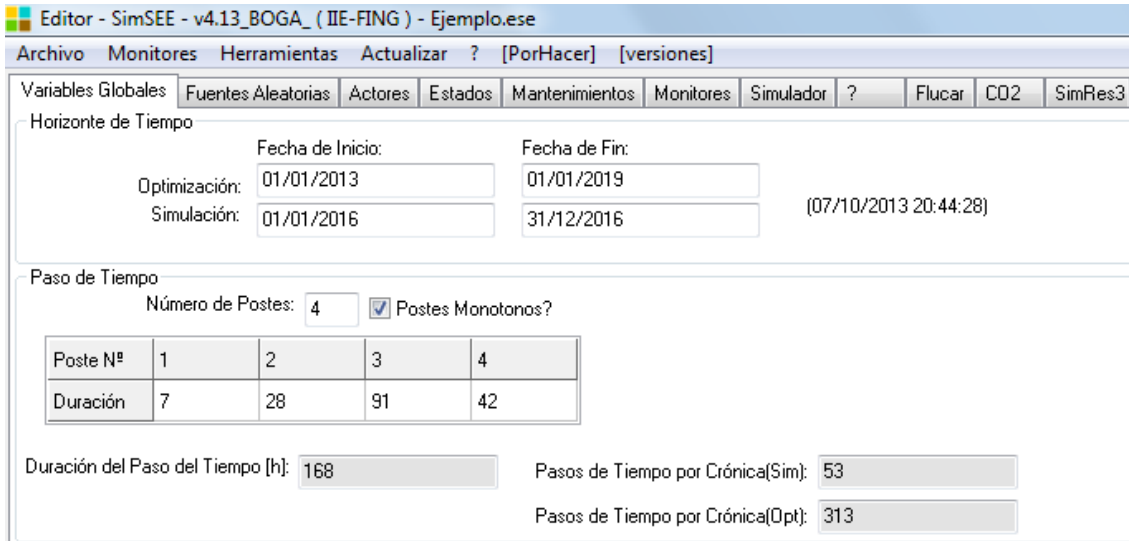 Editor - SimSEE - v4.13_BOGA_ ( IIE-FING ) - Ejemplo.ese
Archivo Monitores Herramientas Actualizar ? [PorHacer] [versiones]
Variables Globales Fuentes Aleatorias Actores Estados Mantenimientos Monitores Simulador ? Flucar CO2 SimRes3
Horizonte de Tiempo
Fecha de Inicio: Fecha de Fin:
Optimización: 01/01/2013 01/01/2019
(07/10/2013 20:44:28)
Simulación: 01/01/2016 31/12/2016
Paso de Tiempo
Número de Postes: 4 Postes Monotonos?
Poste Nº 1 2 3 4
Duración 7 28 91 42
Duración del Paso del Tiempo [h]: 168 Pasos de Tiempo por Crónica(Sim): 53
Pasos de Tiempo por Crónica(Opt): 313